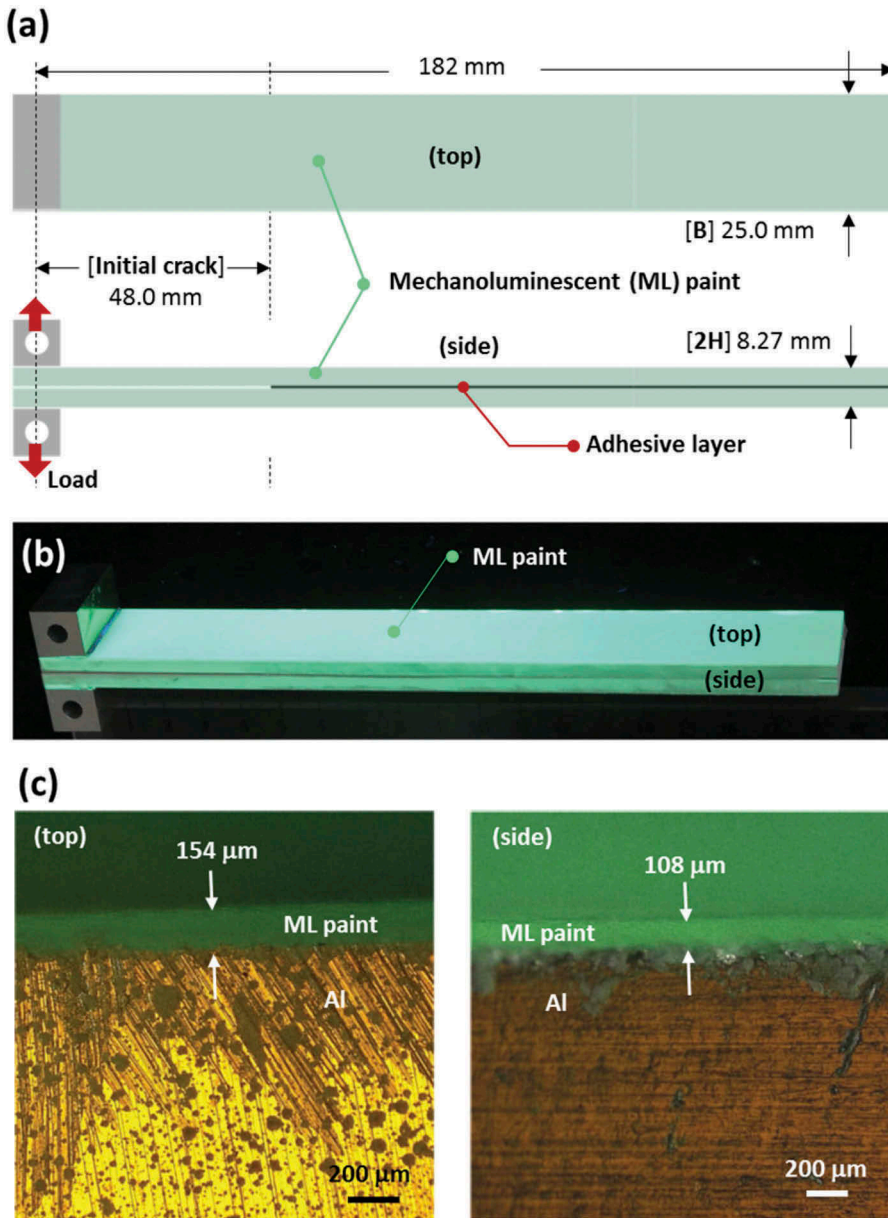 (a)
182 mm
(top)
[B] 25.0 mm
[Initial crack]
48.0 mm
Mechanoluminescent (ML) paint
(side)
[2H] 8.27 mm
Adhesive layer
Load
(b)
ML paint
(top)
(side)
(c)
(top)
154 µm
ML paint
Al
200 µm
(side)
108 µm
ML paint
Al
200 µm